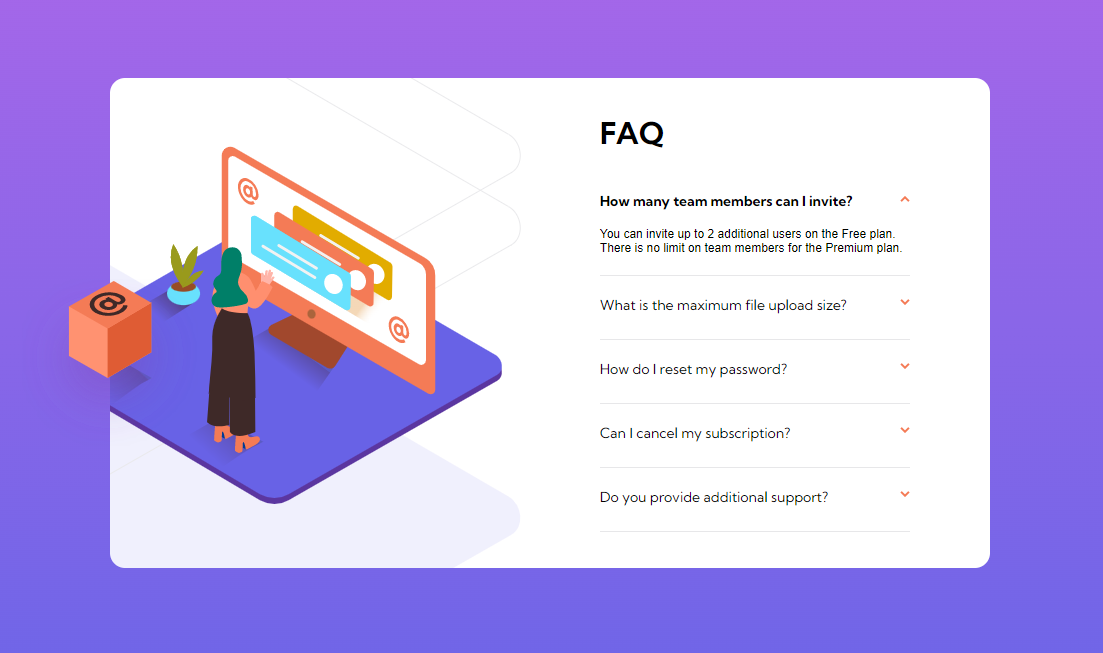 FAQ
How many team members can I invite?
You can invite up to 2 additional users on the Free plan.
There is no limit on team members for the Premium plan.
What is the maximum file upload size?
How do I reset my password?
Can I cancel my subscription?
Do you provide additional support?
@
@
@